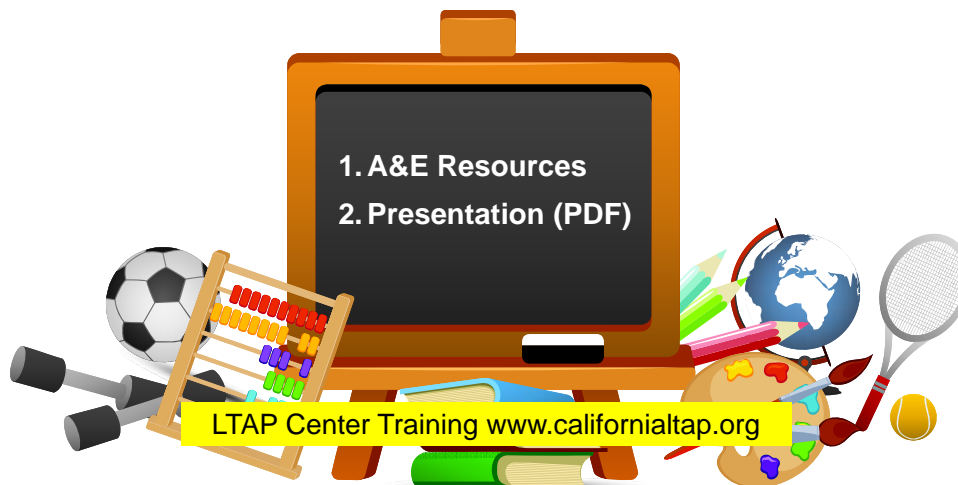 1. A&E Resources
2. Presentation (PDF)
LTAP Center Training www.californialtap.org